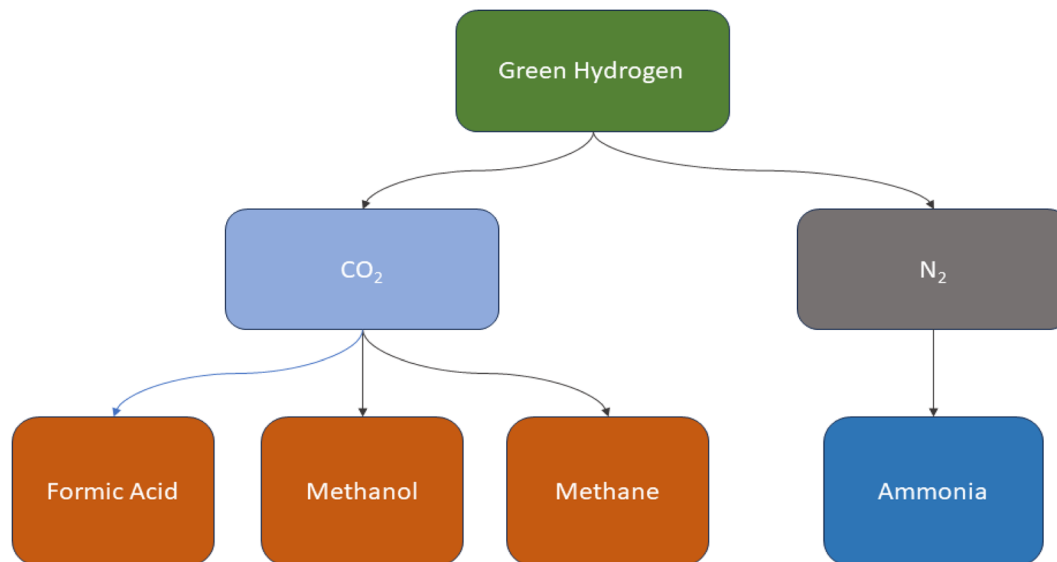 Green Hydrogen
CO₂
N₂
Formic Acid
Methanol
Methane
Ammonia